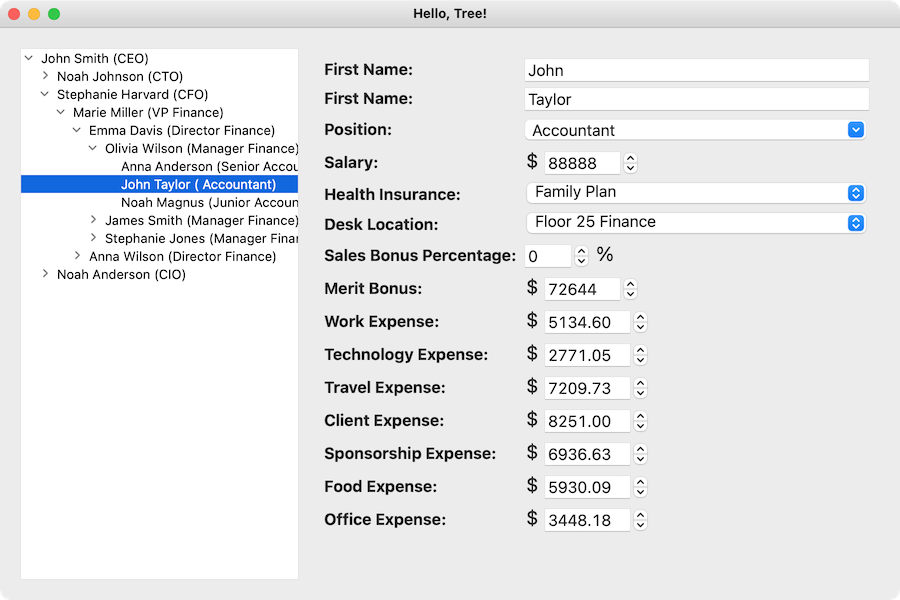 Hello, Tree!
John Smith (CEO)
Noah Johnson (CTO)
Stephanie Harvard (CFO)
Marie Miller (VP Finance)
Emma Davis (Director Finance)
Olivia Wilson (Manager Finance)
Anna Anderson (Senior Accou
John Taylor ( Accountant)
Noah Magnus (Junior Accoun
James Smith (Manager Finance)
Stephanie Jones (Manager Finan
Anna Wilson (Director Finance)
Noah Anderson (CIO)
First Name: John
First Name: Taylor
Position: Accountant
Salary: $ 88888
Health Insurance: Family Plan
Desk Location: Floor 25 Finance
Sales Bonus Percentage: 0 %
Merit Bonus: $ 72644
Work Expense: $ 5134.60
Technology Expense: $ 2771.05
Travel Expense: $ 7209.73
Client Expense: $ 8251.00
Sponsorship Expense: $ 6936.63
Food Expense: $ 5930.09
Office Expense: $ 3448.18